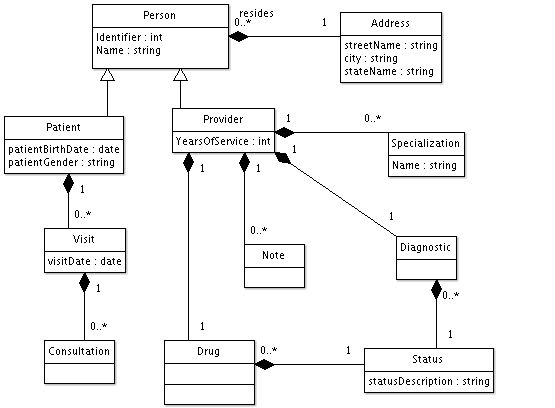 Person
resides
Identifier : int
Name : string
0..*
1
Address
streetName : string
city : string
stateName : string
Patient
patientBirthDate : date
patientGender : string
Provider
YearsOfService : int
1
0..*
Specialization
Name : string
1
1
1
1
0..*
0..*
1
Visit
visitDate : date
Note
Diagnostic
1
0..*
0..*
1
1
Consultation
Drug
0..*
1
Status
statusDescription : string